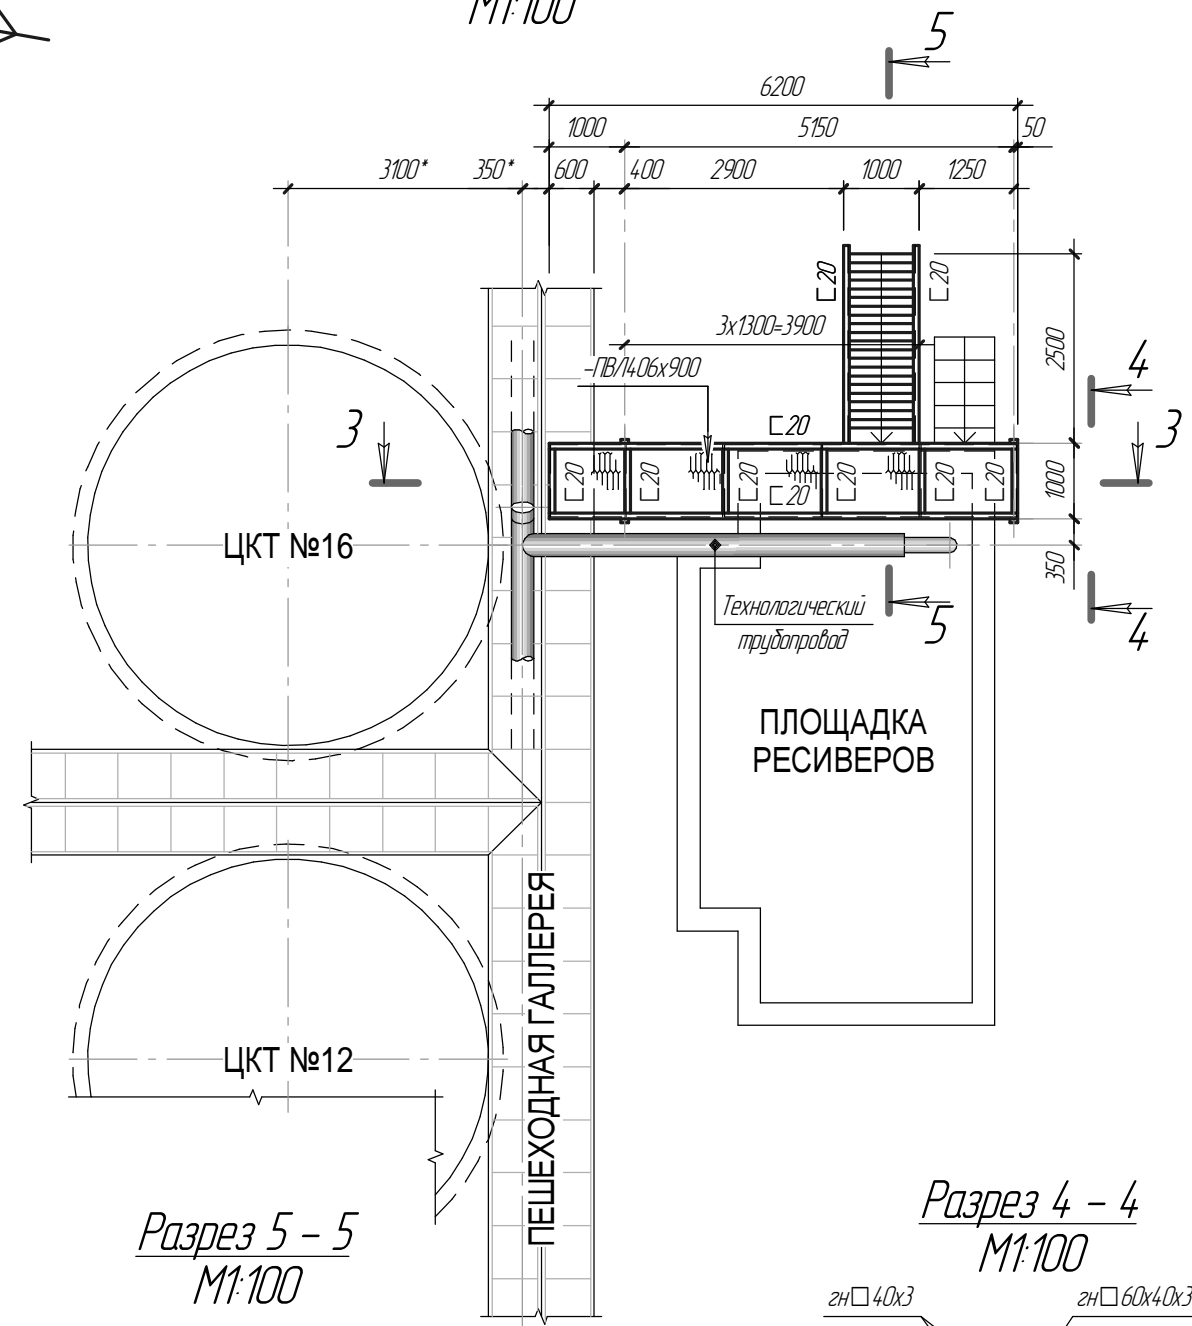 М1:100
5
6200
1000
5150
50
3100*
350*
600
400
2900
1000
1250
⊏20
⊏20
3х1300=3900
2500
4
-ПВЛ406х900
3
⊏20
3
⊏20
⊏20
⊏20
⊏20
⊏20
⊏20
⊏20
1000
ЦКТ №16
350
Технологический
трубопровод
5
4
ПЛОЩАДКА
РЕСИВЕРОВ
ПЕШЕХОДНАЯ ГАЛЛЕРЕЯ
ЦКТ №12
Разрез 5 - 5
М1:100
Разрез 4 - 4
М1:100
гн□40х3
гн□60х40х3